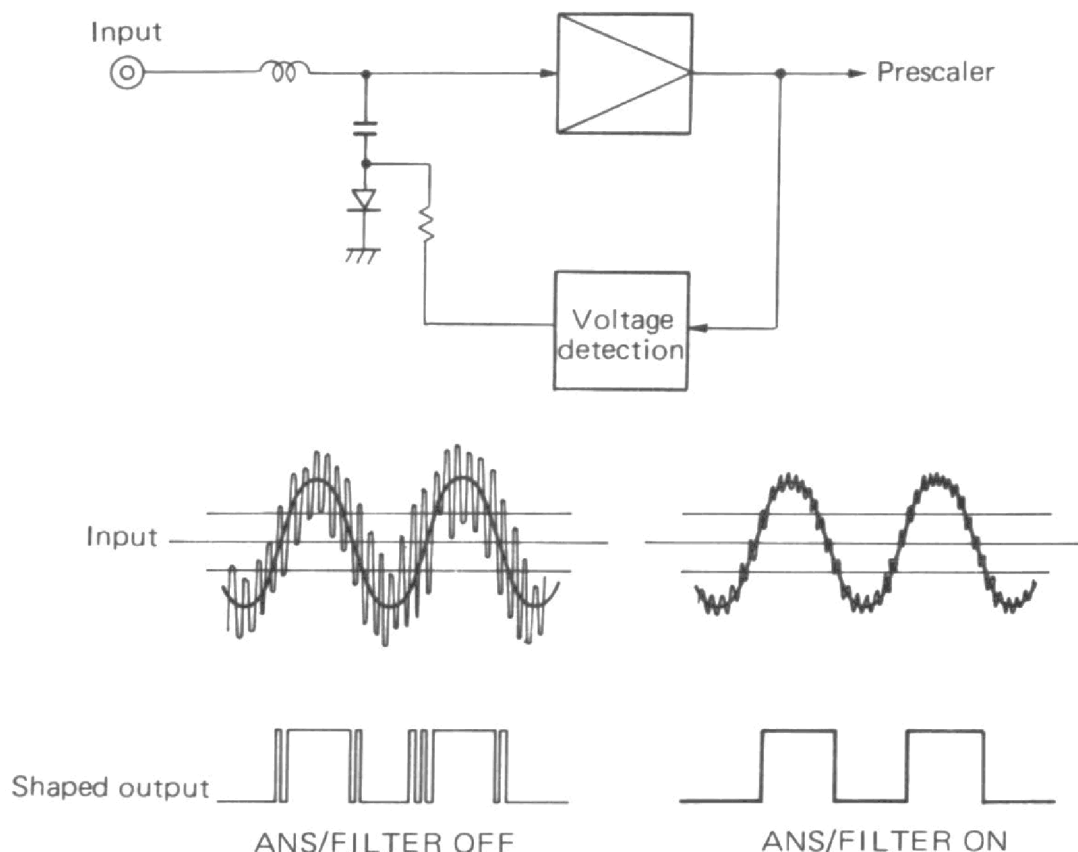 Input
Prescaler
Voltage
detection
Input
Shaped output
ANS/FILTER OFF
ANS/FILTER ON